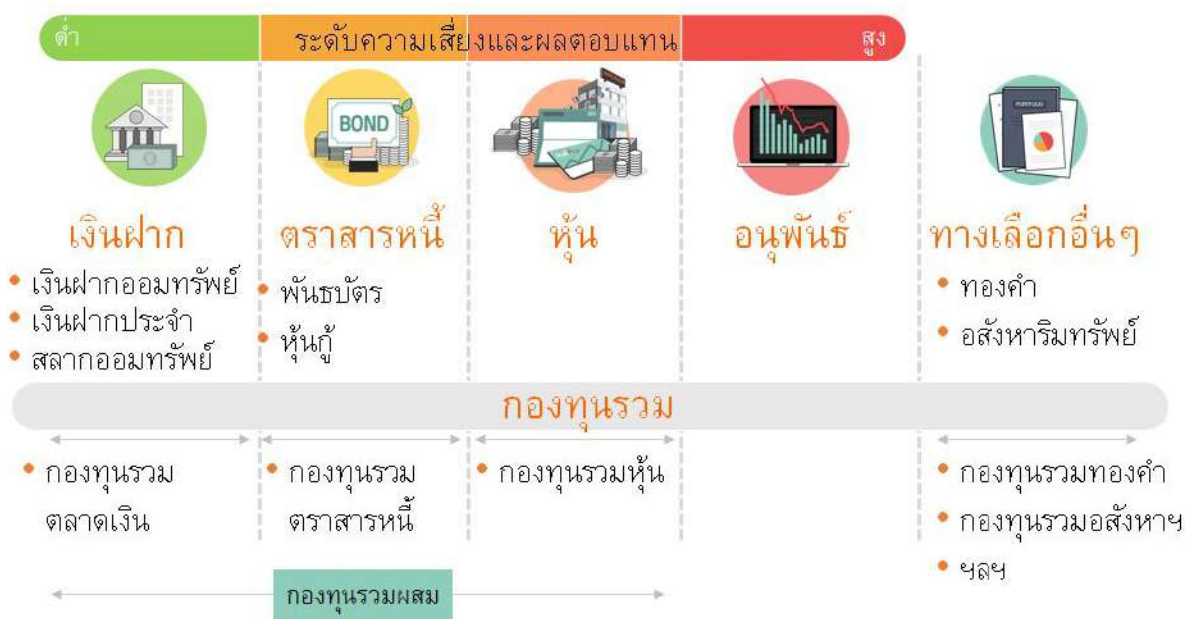 ต่ำ
ระดับความเสี่ยงและผลตอบแทน
สูง
BOND
PORTFOLIO
เงินฝาก
• เงินฝากออมทรัพย์
• เงินฝากประจำ
• สลากออมทรัพย์
ตราสารหนี้
• พันธบัตร
• หุ้นกู้
หุ้น
อนุพันธ์
ทางเลือกอื่นๆ
• ทองคำ
• อสังหาริมทรัพย์
กองทุนรวม
• กองทุนรวม
ตลาดเงิน
• กองทุนรวม
ตราสารหนี้
• กองทุนรวมหุ้น
• กองทุนรวมทองคำ
• กองทุนรวมอสังหาฯ
• ฯลฯ
กองทุนรวมผสม